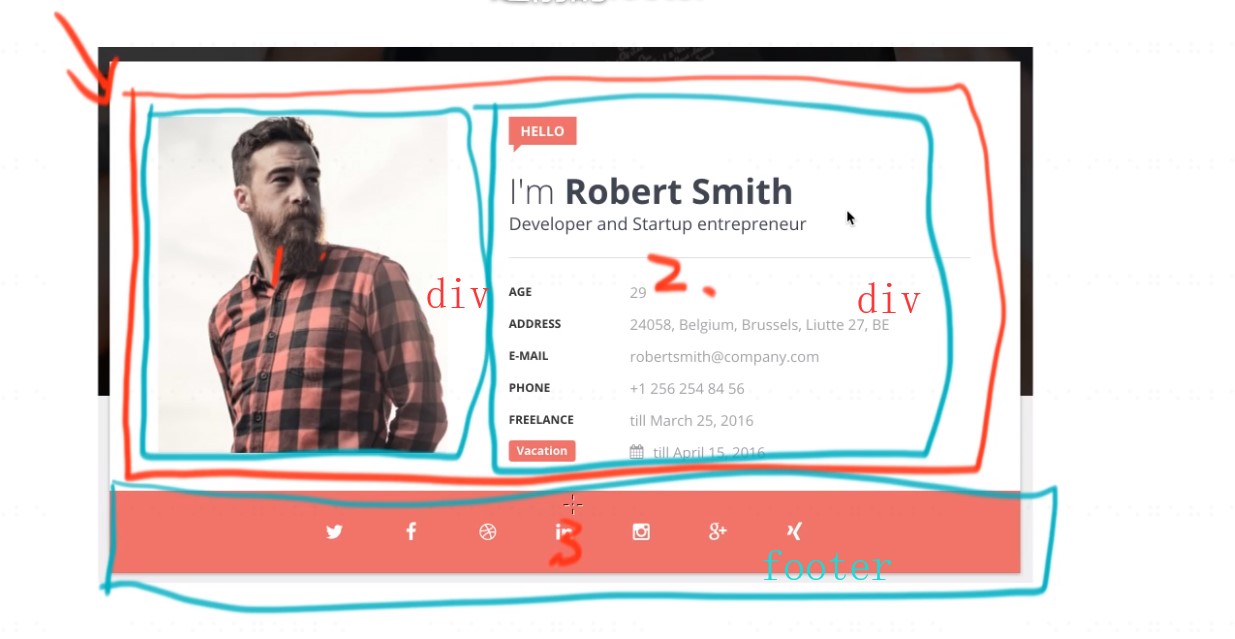 HELLO
I'm Robert Smith
Developer and Startup entrepreneur
2.
div
div
AGE 29
ADDRESS 24058, Belgium, Brussels, Liutte 27, BE
E-MAIL robertsmith@company.com
PHONE +1 256 254 84 56
FREELANCE till March 25, 2016
Vacation till April 15, 2016
in
g+
3
footer